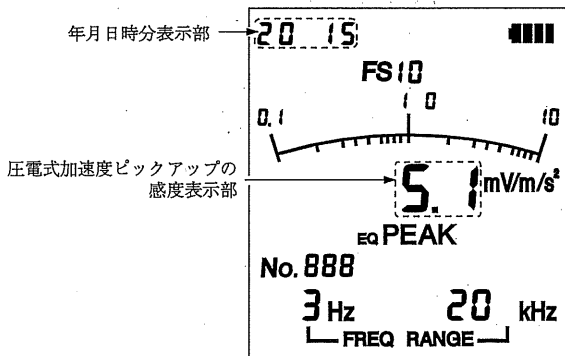 年月日時分表示部
20 15
FS10
1 0
0.1
10
圧電式加速度ピックアップの
感度表示部
5.1 mV/m/s²
EQ PEAK
No. 888
3 Hz 20 kHz
FREQ RANGE